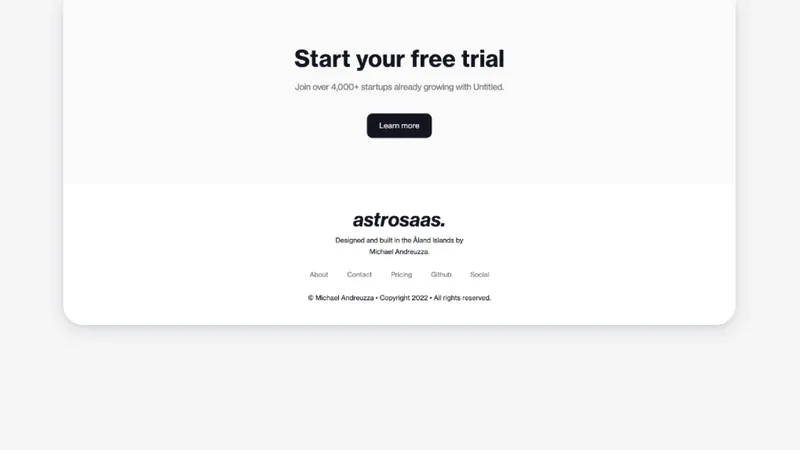 Start your free trial
Join over 4,000+ startups already growing with Untitled.
Learn more
astrosaas.
Designed and built in the Åland Islands by
Michael Andreuzza.
About Contact Pricing Github Social
© Michael Andreuzza • Copyright 2022 • All rights reserved.